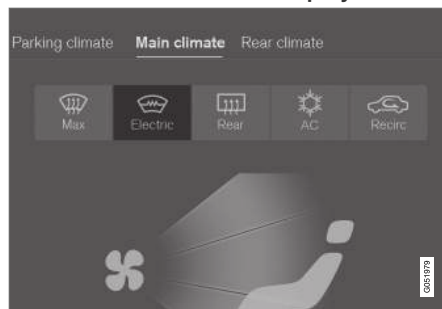 Parking climate Main climate Rear climate
Max Electric Rear AC Recirc
G051979